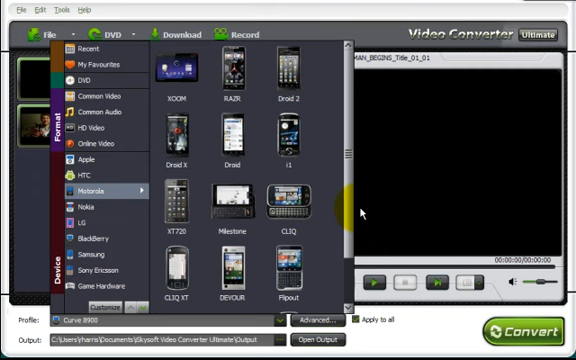 File Edit Tools Help
File DVD Download Record Video Converter Ultimate
Recent
My Favourites
DVD
Common Video
Common Audio
HD Video
Online Video
Apple
HTC
Motorola
Nokia
LG
BlackBerry
Samsung
Sony Ericsson
Game Hardware
Customize
Format
Device
XOOM RAZR Droid 2
Droid X Droid i1
XT720 Milestone CLIQ
CLIQ XT DEVOUR Flipout
MAN_BEGINS_Title_01_01
00:00:00/00:00:00
Profile: Curve 8900 Advanced... Apply to all
Output: C:\Users\harris\Documents\Skysoft Video Converter Ultimate\Output ... Open Output
Convert